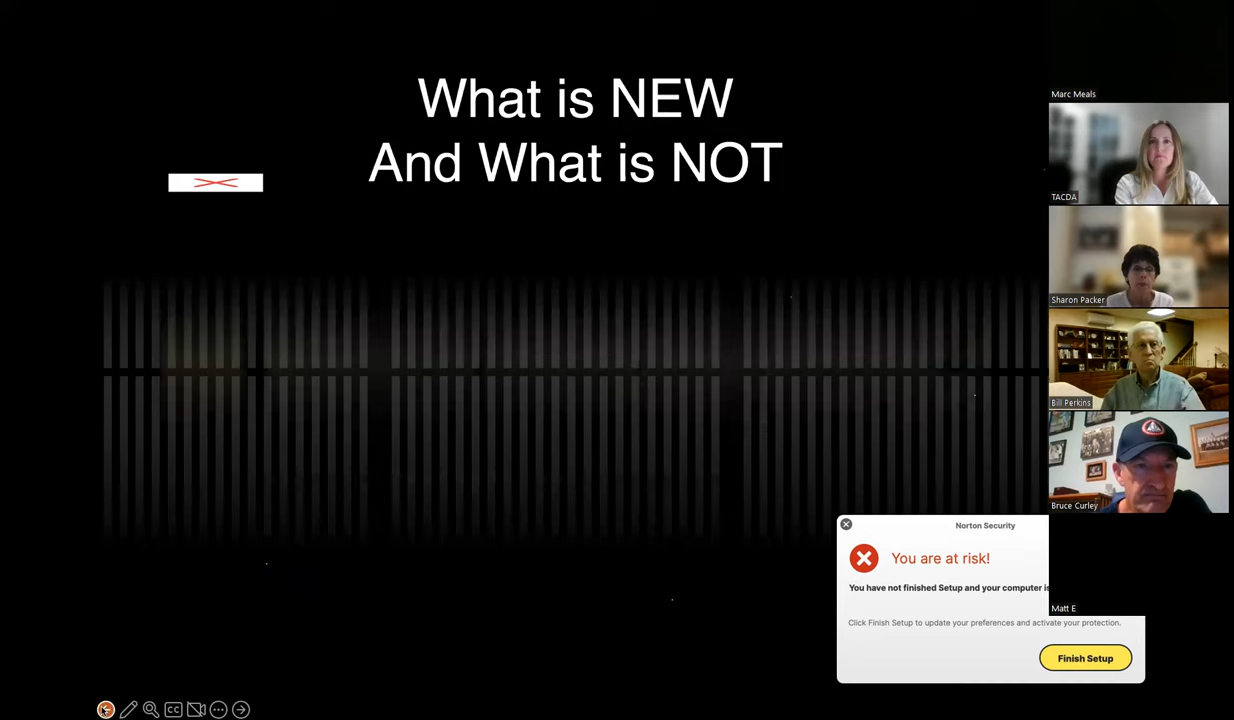 What is NEW
And What is NOT
Marc Meals
TACDA
Sharon Packer
Bill Perkins
Bruce Curley
Matt E
Norton Security
You are at risk!
You have not finished Setup and your computer is
Click Finish Setup to update your preferences and activate your protection.
Finish Setup
CC